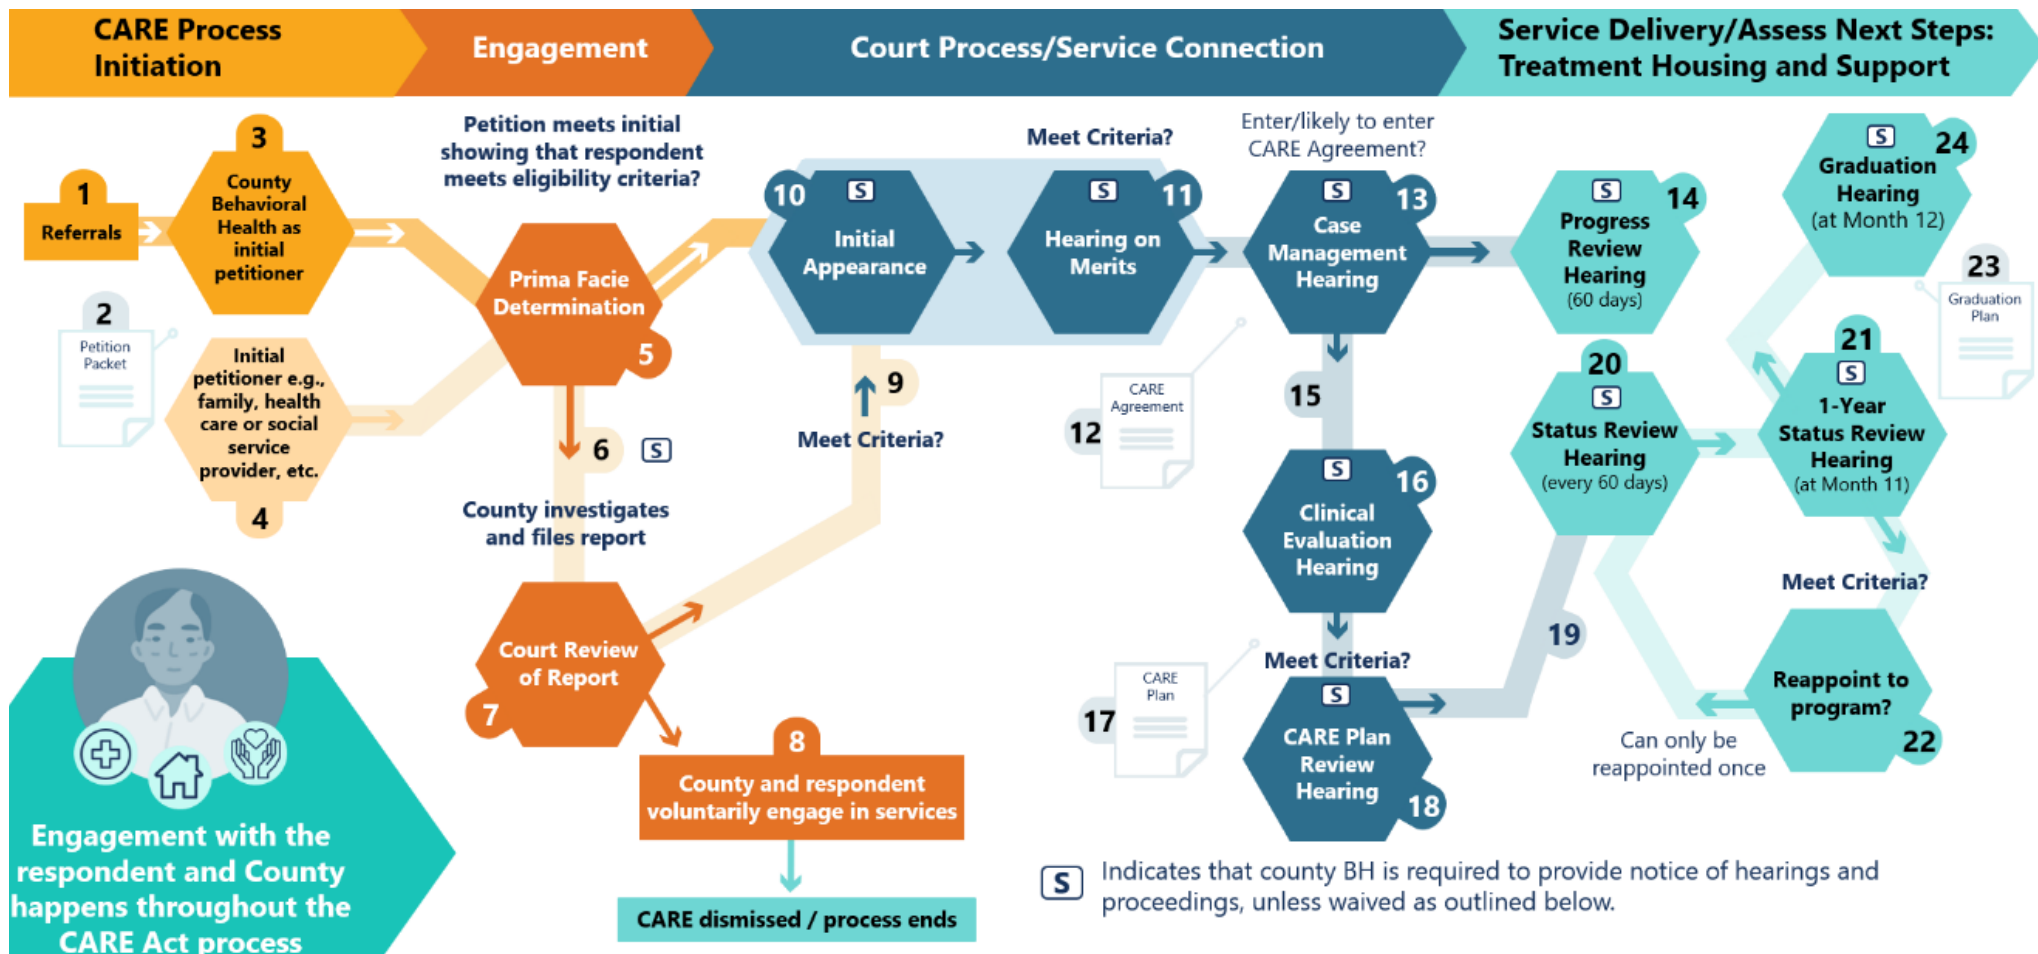 CARE Process
Initiation
Engagement
Court Process/Service Connection
Service Delivery/Assess Next Steps:
Treatment Housing and Support
1
Referrals
2
Petition
Packet
3
County
Behavioral
Health as
initial
petitioner
Initial
petitioner e.g.,
family, health
care or social
service
provider, etc.
4
Petition meets initial
showing that respondent
meets eligibility criteria?
Prima Facie
Determination
5
6
S
County investigates
and files report
Court Review
of Report
7
8
County and respondent
voluntarily engage in services
CARE dismissed / process ends
9
Meet Criteria?
10
S
Initial
Appearance
Meet Criteria?
S
11
Hearing on
Merits
12
CARE
Agreement
Enter/likely to enter
CARE Agreement?
S
13
Case
Management
Hearing
S
14
Progress
Review
Hearing
(60 days)
15
S
16
Clinical
Evaluation
Hearing
17
CARE
Plan
Meet Criteria?
S
CARE Plan
Review
Hearing
18
19
20
S
Status Review
Hearing
(every 60 days)
21
S
1-Year
Status Review
Hearing
(at Month 11)
Meet Criteria?
Reappoint to
program?
22
Can only be
reappointed once
23
Graduation
Plan
S
24
Graduation
Hearing
(at Month 12)
Engagement with the
respondent and County
happens throughout the
CARE Act process
S
Indicates that county BH is required to provide notice of hearings and
proceedings, unless waived as outlined below.